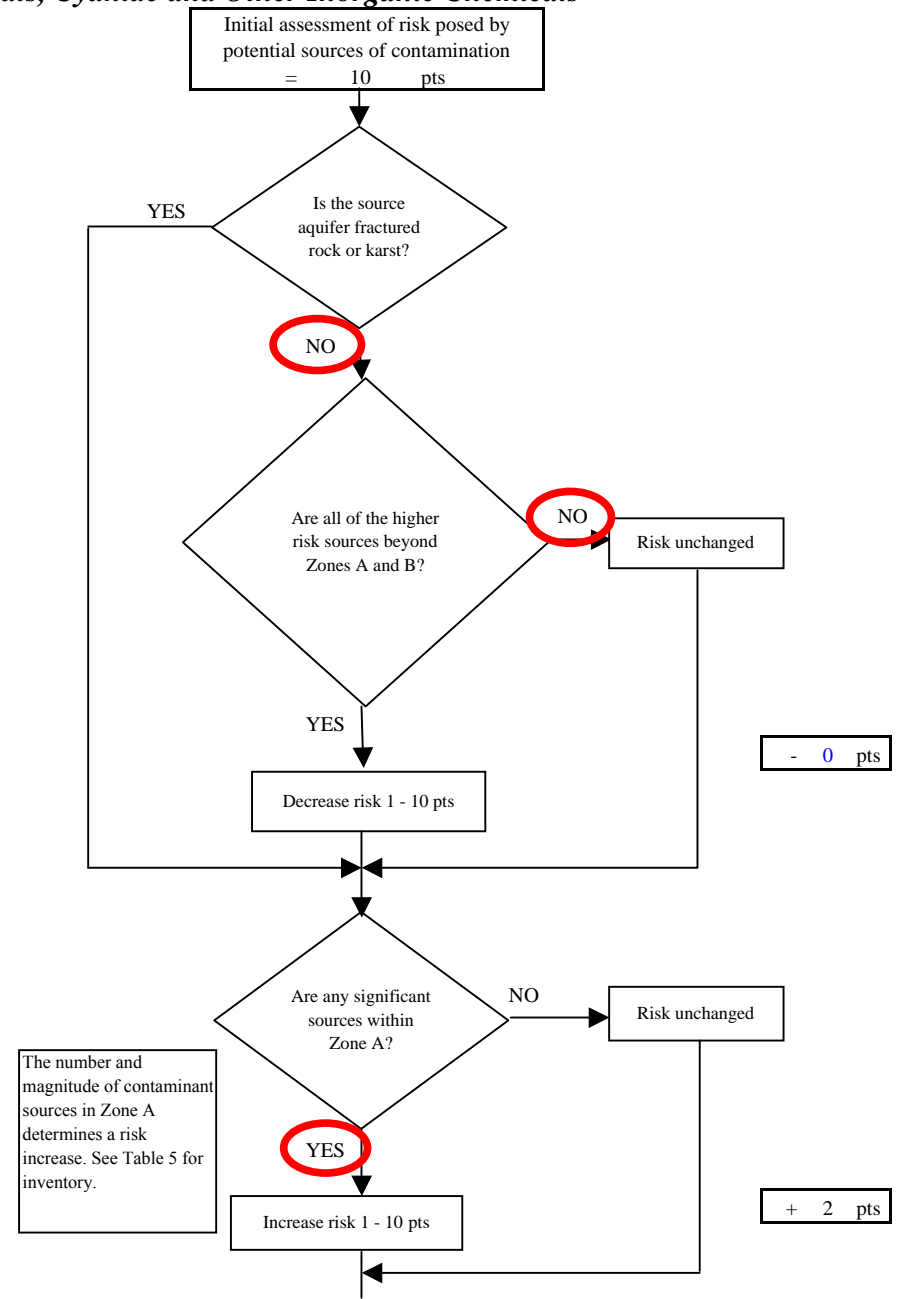 Cyanide and Other Inorganic Chemicals
Initial assessment of risk posed by
potential sources of contamination
= 10 pts
Is the source
aquifer fractured
rock or karst?
YES
NO
Are all of the higher
risk sources beyond
Zones A and B?
NO
Risk unchanged
YES
- 0 pts
Decrease risk 1 - 10 pts
Are any significant
sources within
Zone A?
NO
Risk unchanged
The number and
magnitude of contaminant
sources in Zone A
determines a risk
increase. See Table 5 for
inventory.
YES
Increase risk 1 - 10 pts
+ 2 pts